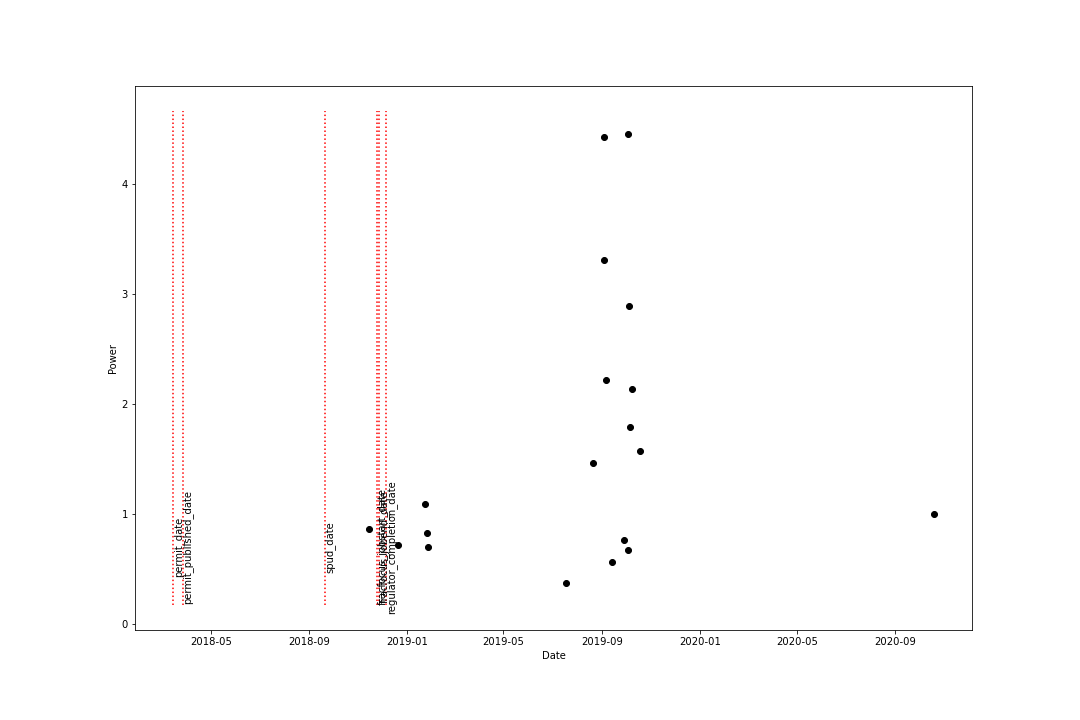 Power
4
3
2
1
0
permit_date
permit_published_date
spud_date
regulator_completion_date
2018-05
2018-09
2019-01
2019-05
2019-09
2020-01
2020-05
2020-09
Date